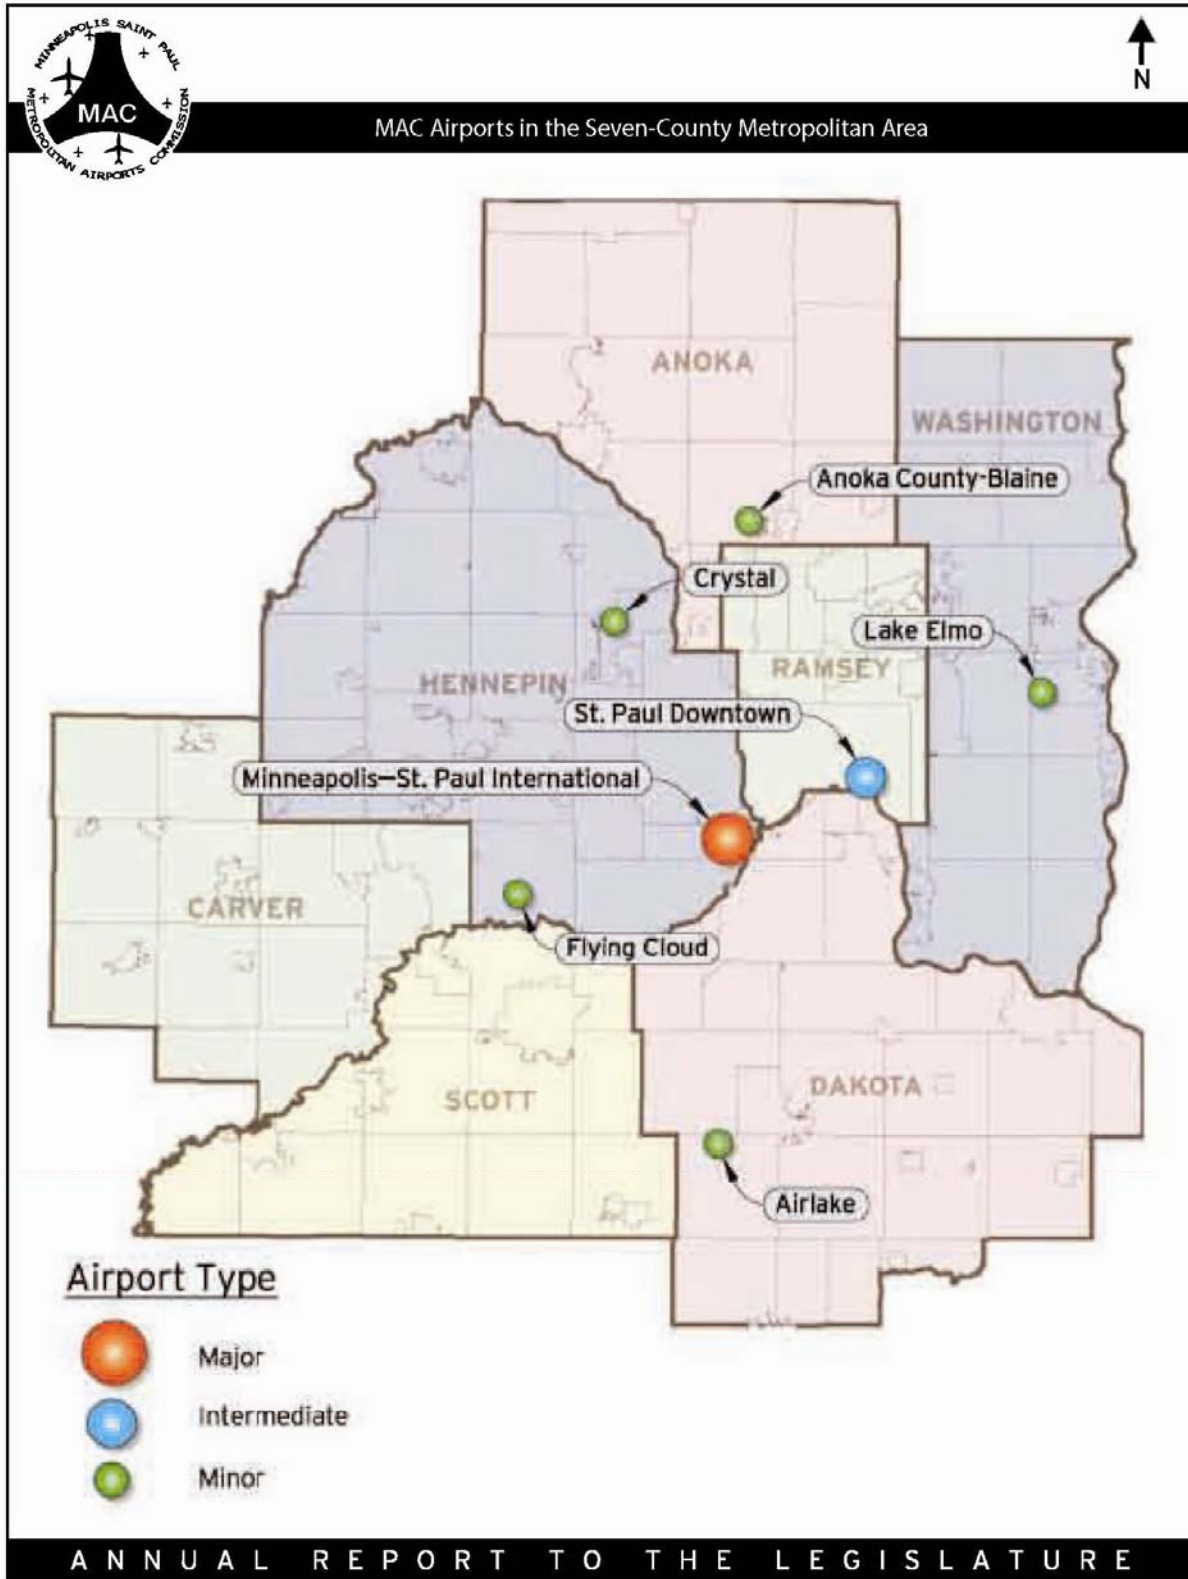 MINNEAPOLIS SAINT PAUL
METROPOLITAN AIRPORTS COMMISSION
MAC
N
MAC Airports in the Seven-County Metropolitan Area
ANOKA
WASHINGTON
Anoka County-Blaine
Crystal
Lake Elmo
RAMSEY
HENNEPIN
St. Paul Downtown
Minneapolis—St. Paul International
CARVER
Flying Cloud
DAKOTA
SCOTT
Airlake
Airport Type
Major
Intermediate
Minor
ANNUAL REPORT TO THE LEGISLATURE